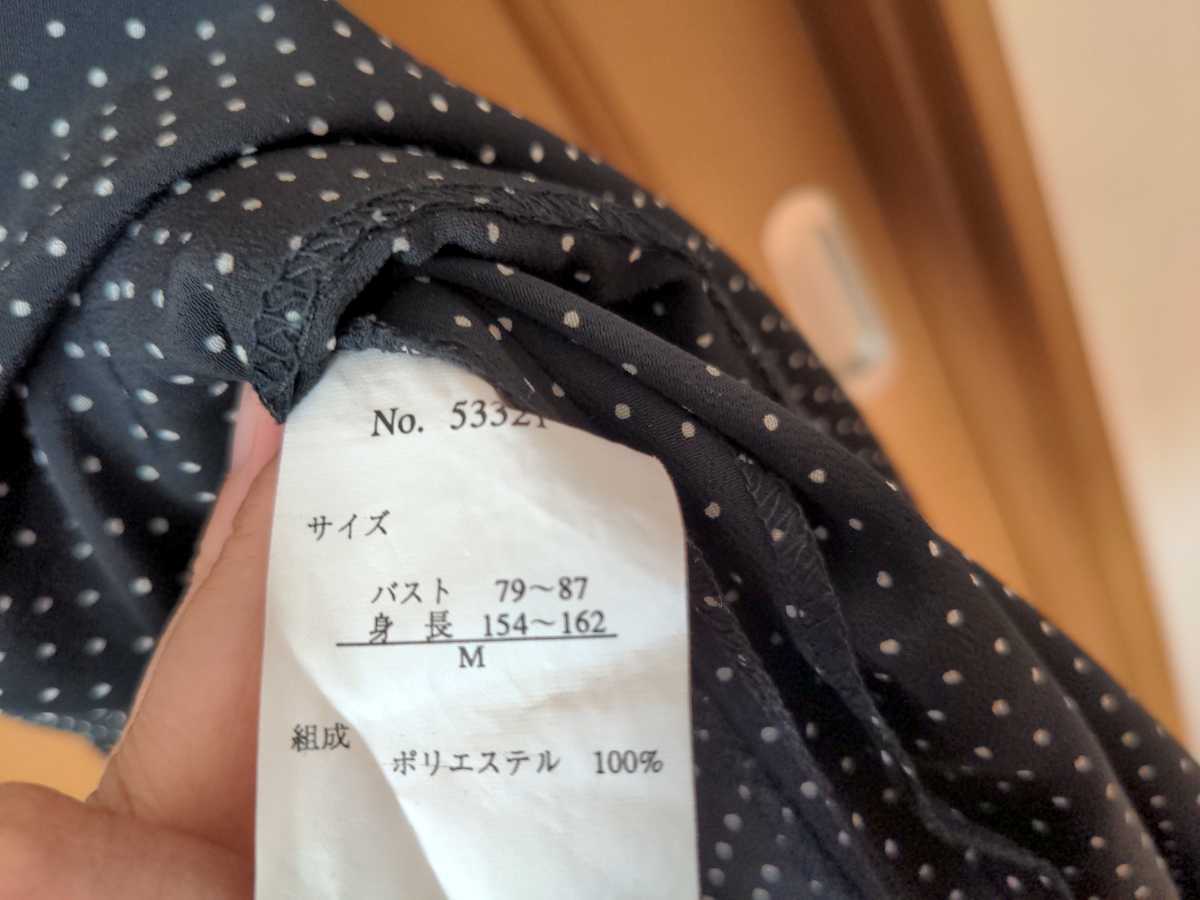 No. 53321
サイズ
バスト 79～87
身 長 154～162
M
組成
ポリエステル 100%